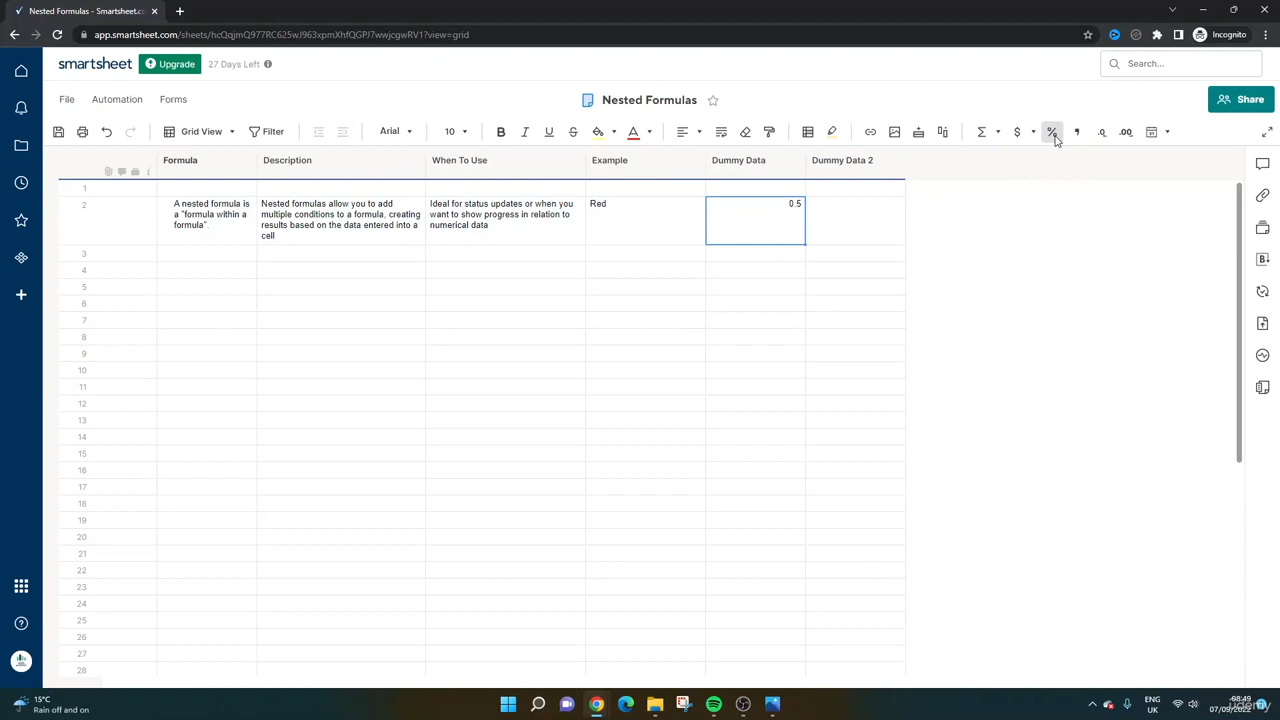 Nested Formulas - Smartsheet.co
app.smartsheet.com/sheets/hcQqjmQ977RC625wJ963xpmXhfQGPJ7wwjcgwRV1?view=grid
Incognito
smartsheet
Upgrade
27 Days Left
Search...
File
Automation
Forms
Nested Formulas
Share
Grid View
Filter
Arial
10
Formula
Description
When To Use
Example
Dummy Data
Dummy Data 2
1
2
A nested formula is
a "formula within a
formula".
Nested formulas allow you to add
multiple conditions to a formula, creating
results based on the data entered into a
cell
Ideal for status updates or when you
want to show progress in relation to
numerical data
Red
0.5
3
4
5
6
7
8
9
10
11
12
13
14
15
16
17
18
19
20
21
22
23
24
25
26
27
28
15°C
Rain off and on
ENG
UK
08:49
udemy